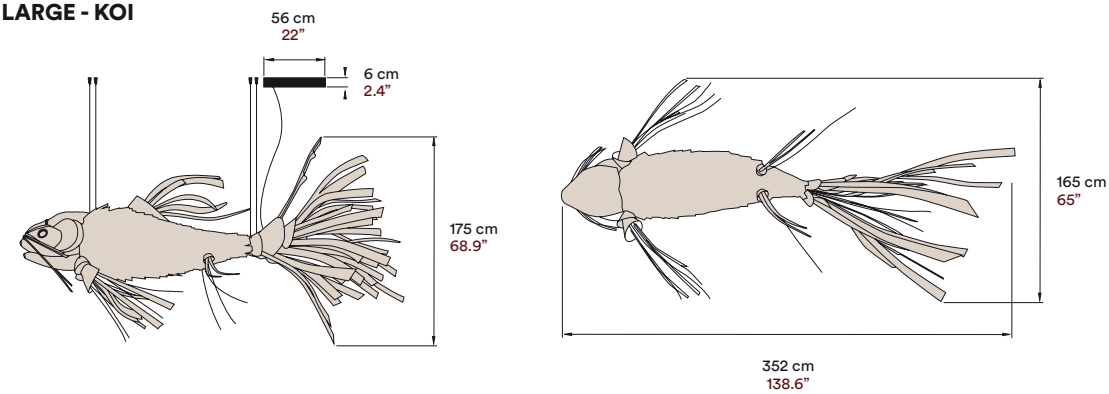 LARGE - KOI
56 cm
22”
6 cm
2.4”
175 cm
68.9”
165 cm
65”
352 cm
138.6”